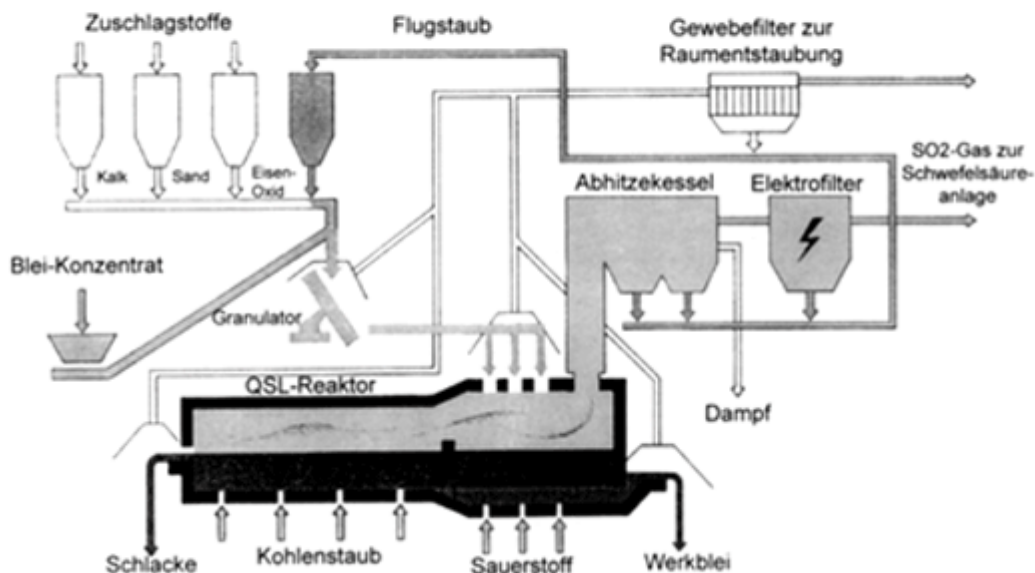 Zuschlagstoffe
Flugstaub
Gewebefilter zur
Raumentstaubung
Kalk
Sand
Eisen-
Oxid
SO2-Gas zur
Schwefelsäure-
anlage
Abhitzekessel
Elektrofilter
Blei-Konzentrat
Granulator
QSL-Reaktor
Dampf
Schlacke
Kohlenstaub
Sauerstoff
Werkblei